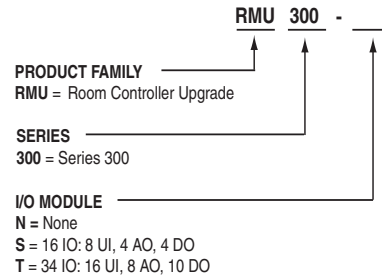 RMU 300 -
PRODUCT FAMILY
RMU = Room Controller Upgrade
SERIES
300 = Series 300
I/O MODULE
N = None
S = 16 IO: 8 UI, 4 AO, 4 DO
T = 34 IO: 16 UI, 8 AO, 10 DO